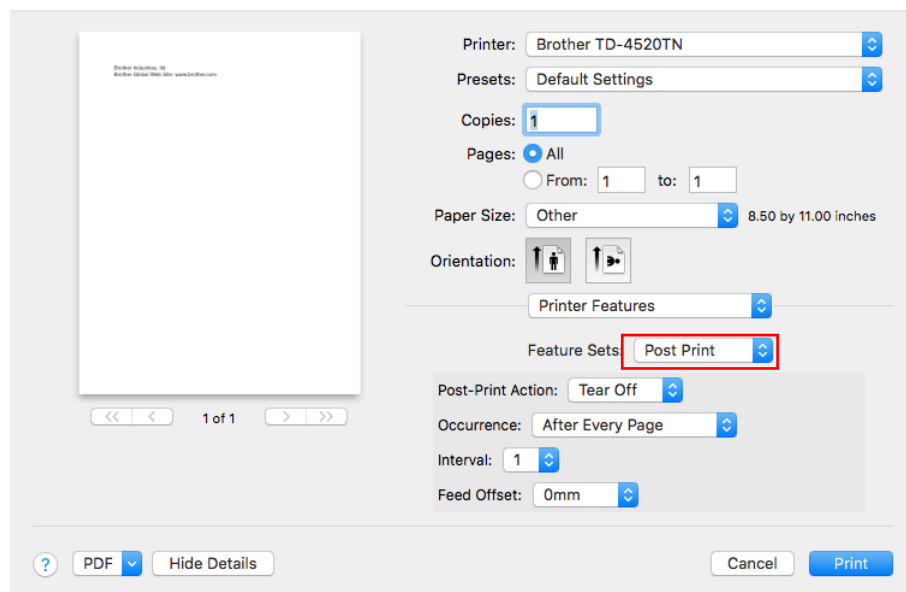 Brother Industries, ltd
Brother Global Web Site: www.brother.com
<< < 1 of 1 > >>
Printer: Brother TD-4520TN
Presets: Default Settings
Copies: 1
Pages: All
From: 1 to: 1
Paper Size: Other 8.50 by 11.00 inches
Orientation:
Printer Features
Feature Sets: Post Print
Post-Print Action: Tear Off
Occurrence: After Every Page
Interval: 1
Feed Offset: 0mm
? PDF Hide Details Cancel Print